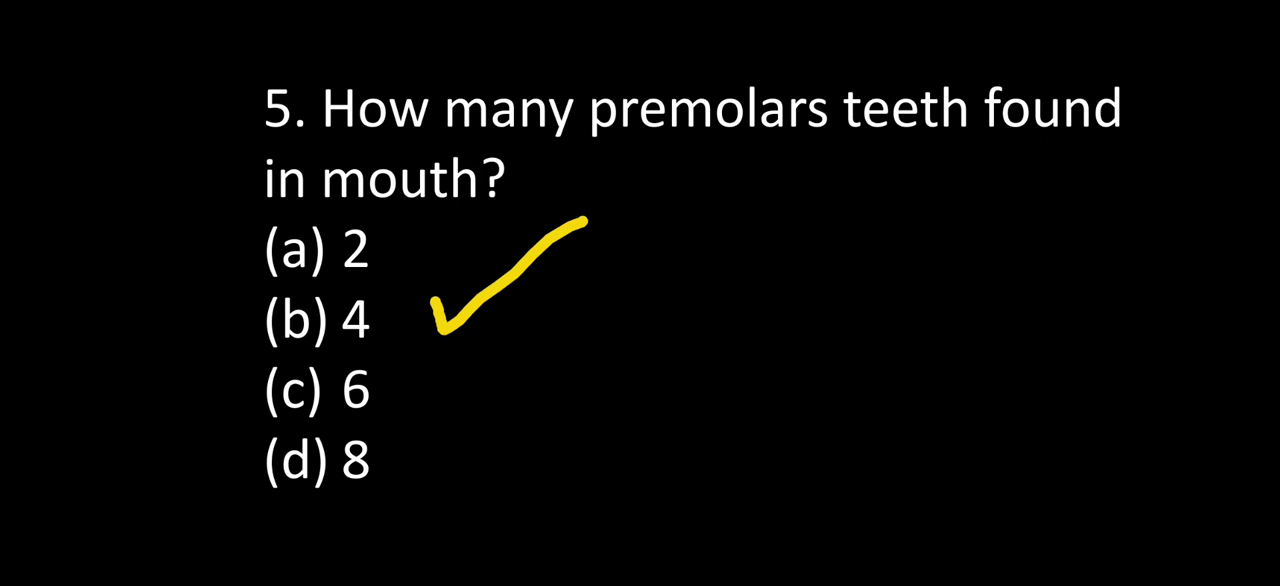 5. How many premolars teeth found
in mouth?
(a) 2
(b) 4
(c) 6
(d) 8